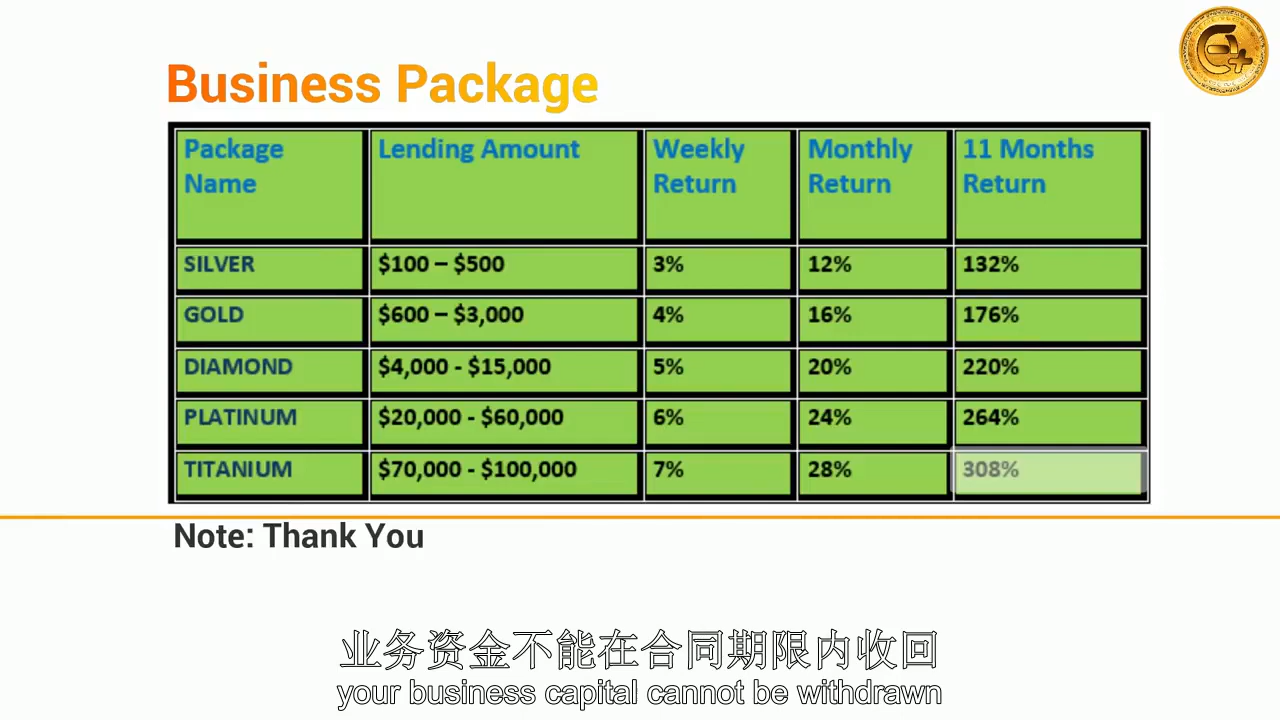 Business Package
Package Name | Lending Amount | Weekly Return | Monthly Return | 11 Months Return
SILVER | $100 – $500 | 3% | 12% | 132%
GOLD | $600 – $3,000 | 4% | 16% | 176%
DIAMOND | $4,000 - $15,000 | 5% | 20% | 220%
PLATINUM | $20,000 - $60,000 | 6% | 24% | 264%
TITANIUM | $70,000 - $100,000 | 7% | 28% | 308%
Note: Thank You
业务资金不能在合同期限内收回
your business capital cannot be withdrawn